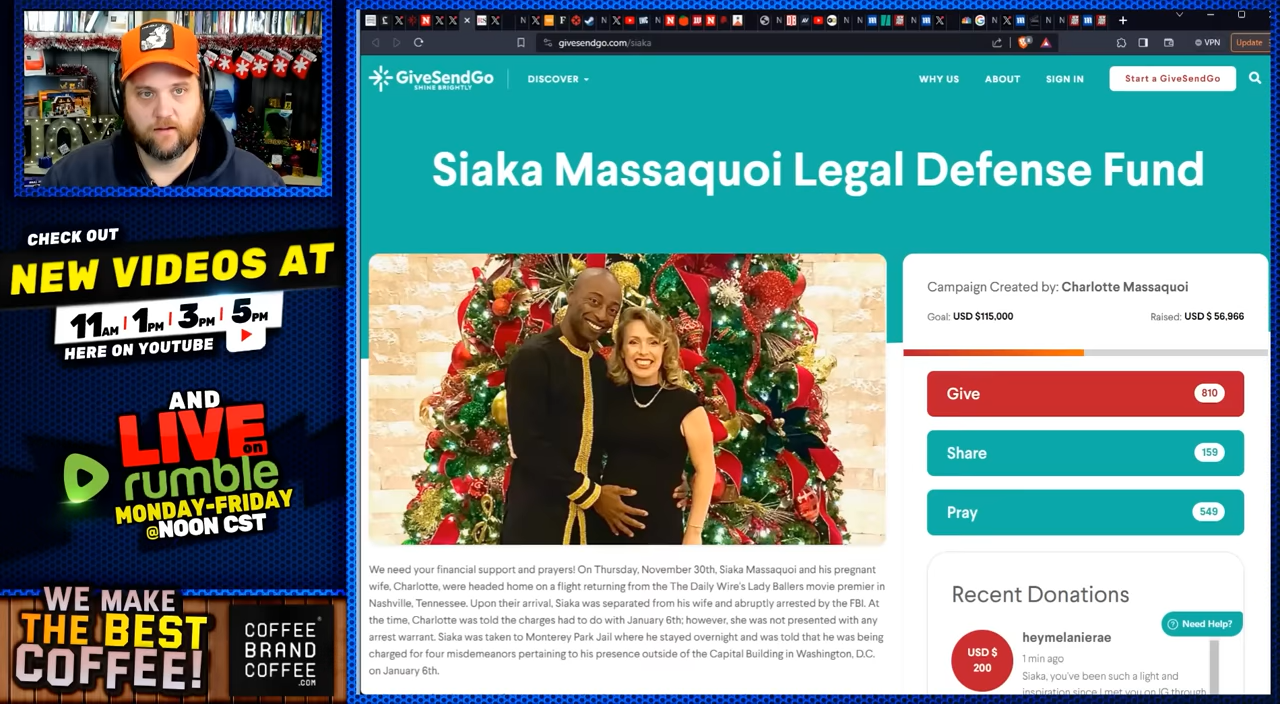 CHECK OUT
NEW VIDEOS AT
11AM | 1PM | 3PM | 5PM
HERE ON YOUTUBE
AND
LIVE on
rumble
MONDAY-FRIDAY
@NOON CST
WE MAKE
THE BEST
COFFEE!
COFFEE
BRAND
COFFEE
.COM
JOY
givesendgo.com/siaka
VPN
Update
GiveSendGo
SHINE BRIGHTLY
DISCOVER
WHY US
ABOUT
SIGN IN
Start a GiveSendGo
Siaka Massaquoi Legal Defense Fund
Campaign Created by: Charlotte Massaquoi
Goal: USD $115,000
Raised: USD $ 56,966
Give 810
Share 159
Pray 549
We need your financial support and prayers! On Thursday, November 30th, Siaka Massaquoi and his pregnant
wife, Charlotte, were headed home on a flight returning from the The Daily Wire's Lady Ballers movie premier in
Nashville, Tennessee. Upon their arrival, Siaka was separated from his wife and abruptly arrested by the FBI. At
the time, Charlotte was told the charges had to do with January 6th; however, she was not presented with any
arrest warrant. Siaka was taken to Monterey Park Jail where he stayed overnight and was told that he was being
charged for four misdemeanors pertaining to his presence outside of the Capital Building in Washington, D.C.
on January 6th.
Recent Donations
Need Help?
USD $
200
heymelanierae
1 min ago
Siaka, you've been such a light and
inspiration since I met you on IG through